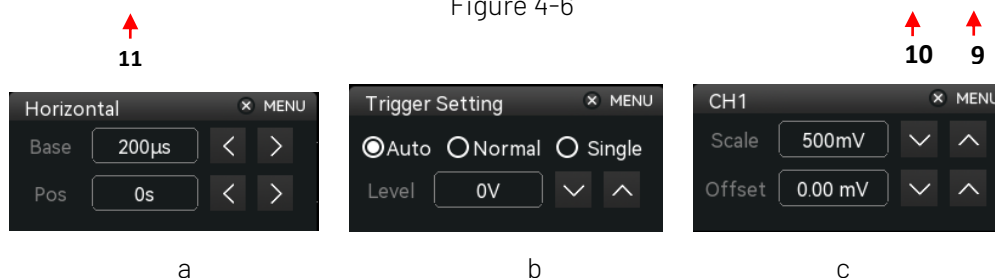 Figure 4-6
11 10 9
Horizontal MENU
Base 200µs
Pos 0s
Trigger Setting MENU
Auto Normal Single
Level 0V
CH1 MENU
Scale 500mV
Offset 0.00 mV
a b c